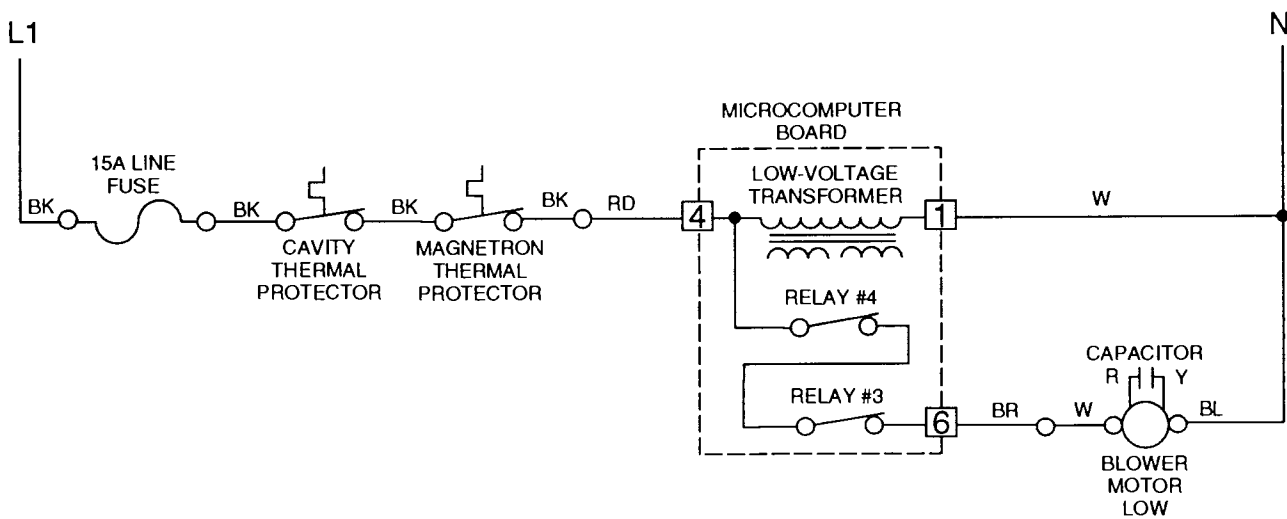 L1
N
MICROCOMPUTER
BOARD
15A LINE
FUSE
LOW-VOLTAGE
TRANSFORMER
BK
BK
BK
BK
RD
4
1
W
CAVITY
THERMAL
PROTECTOR
MAGNETRON
THERMAL
PROTECTOR
RELAY #4
CAPACITOR
R
Y
RELAY #3
6
BR
W
BL
BLOWER
MOTOR
LOW